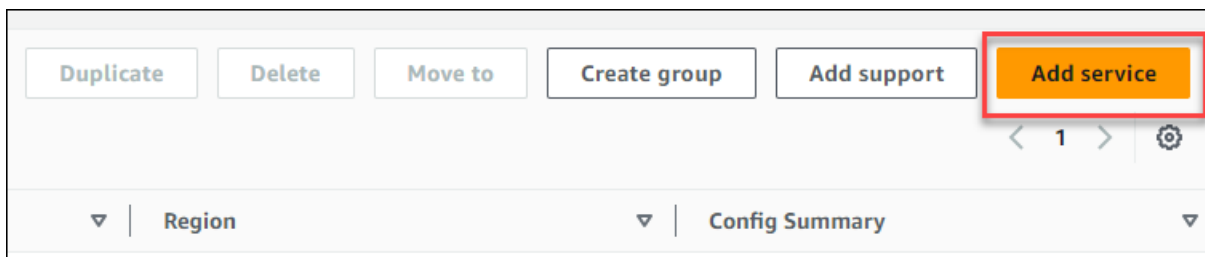 Duplicate Delete Move to Create group Add support Add service
1
Region Config Summary